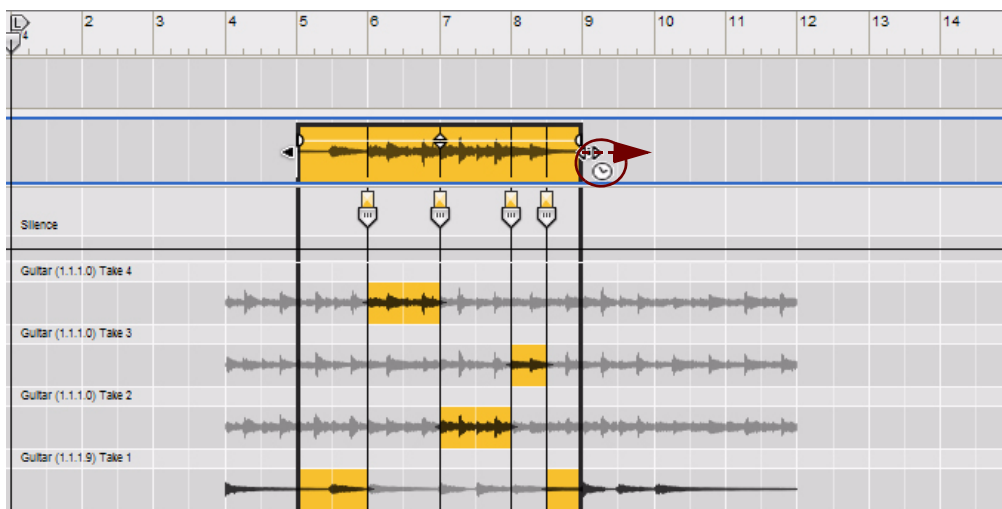 L 2 3 4 5 6 7 8 9 10 11 12 13 14
4
Silence
Guitar (1.1.1.0) Take 4
Guitar (1.1.1.0) Take 3
Guitar (1.1.1.0) Take 2
Guitar (1.1.1.9) Take 1